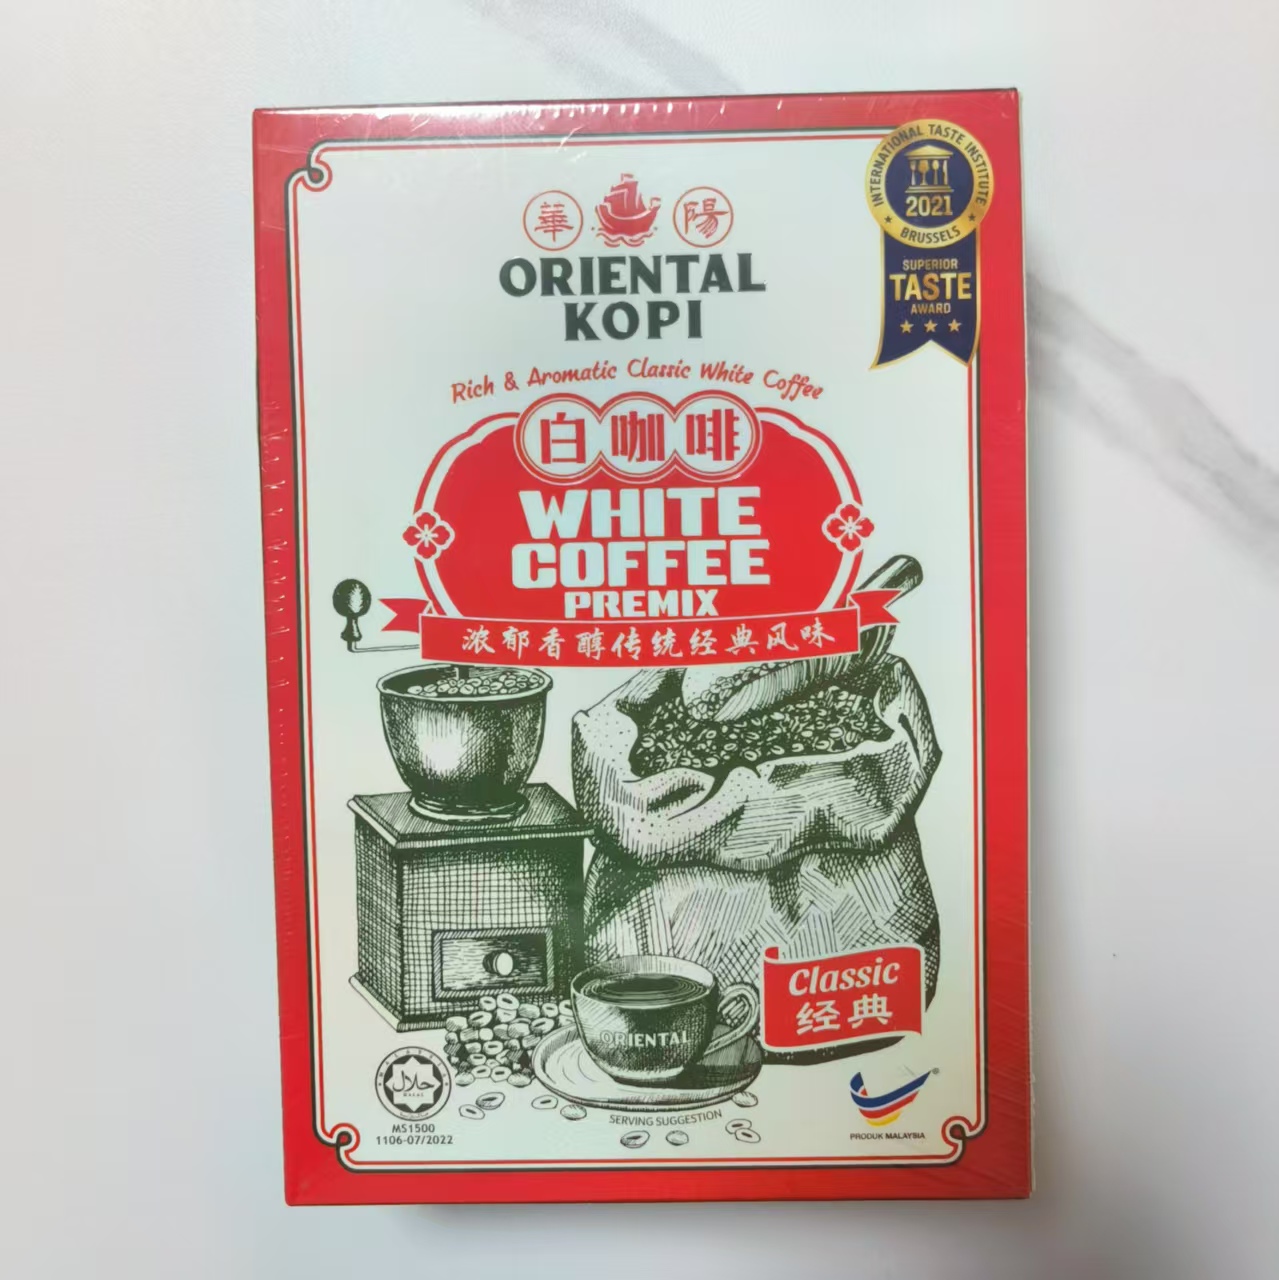 華 陽
ORIENTAL
KOPI
INTERNATIONAL TASTE INSTITUTE
2021
BRUSSELS
SUPERIOR
TASTE
AWARD
Rich & Aromatic Classic White Coffee
白咖啡
WHITE
COFFEE
PREMIX
浓郁香醇传统经典风味
Classic
经典
ORIENTAL
SERVING SUGGESTION
حلال
MS1500
1106-07/2022
®
PRODUK MALAYSIA